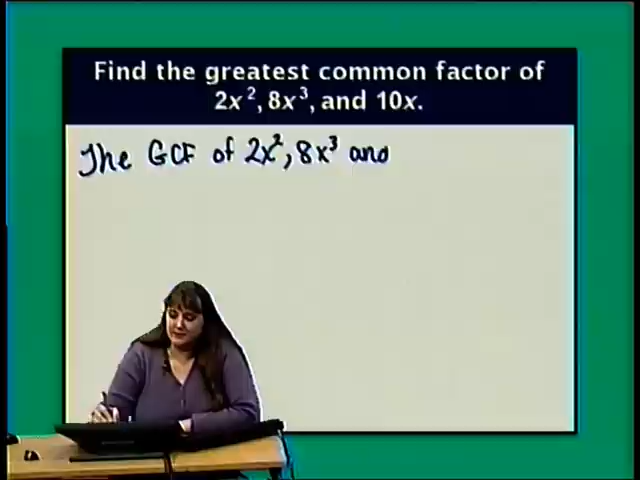 Find the greatest common factor of
2x², 8x³, and 10x.
The GCF of 2x², 8x³ and